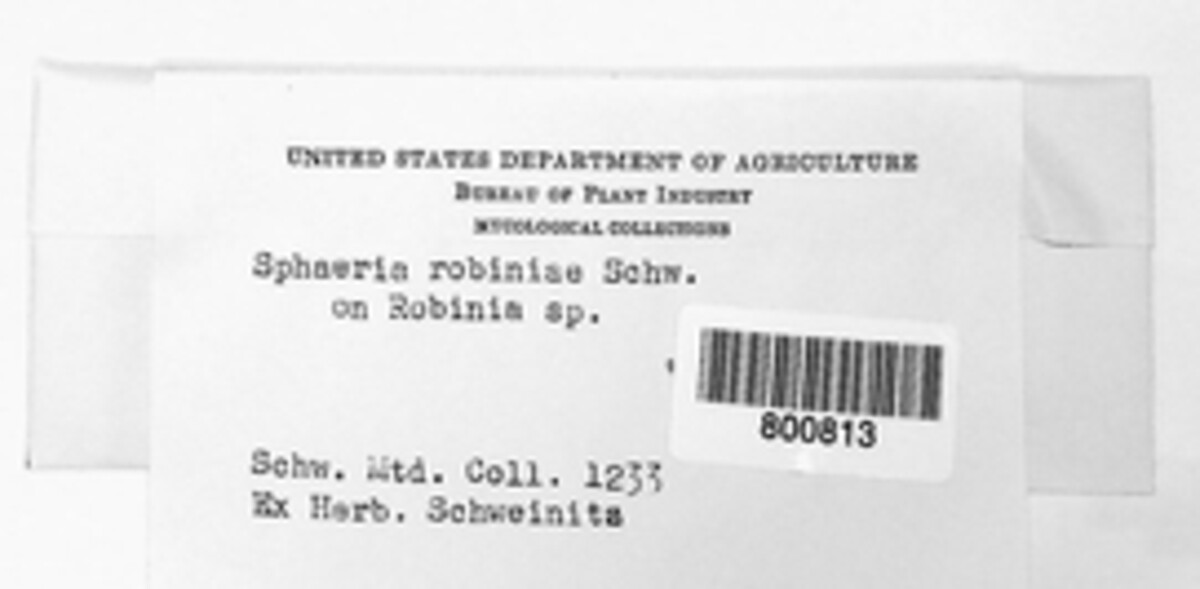 UNITED STATES DEPARTMENT OF AGRICULTURE
BUREAU OF PLANT INDUSTRY
MYCOLOGICAL COLLECTIONS
Sphaeria robiniae Schw.
on Robinia sp.
800813
Schw. Mtd. Coll. 1233
Ex Herb. Schweinitz